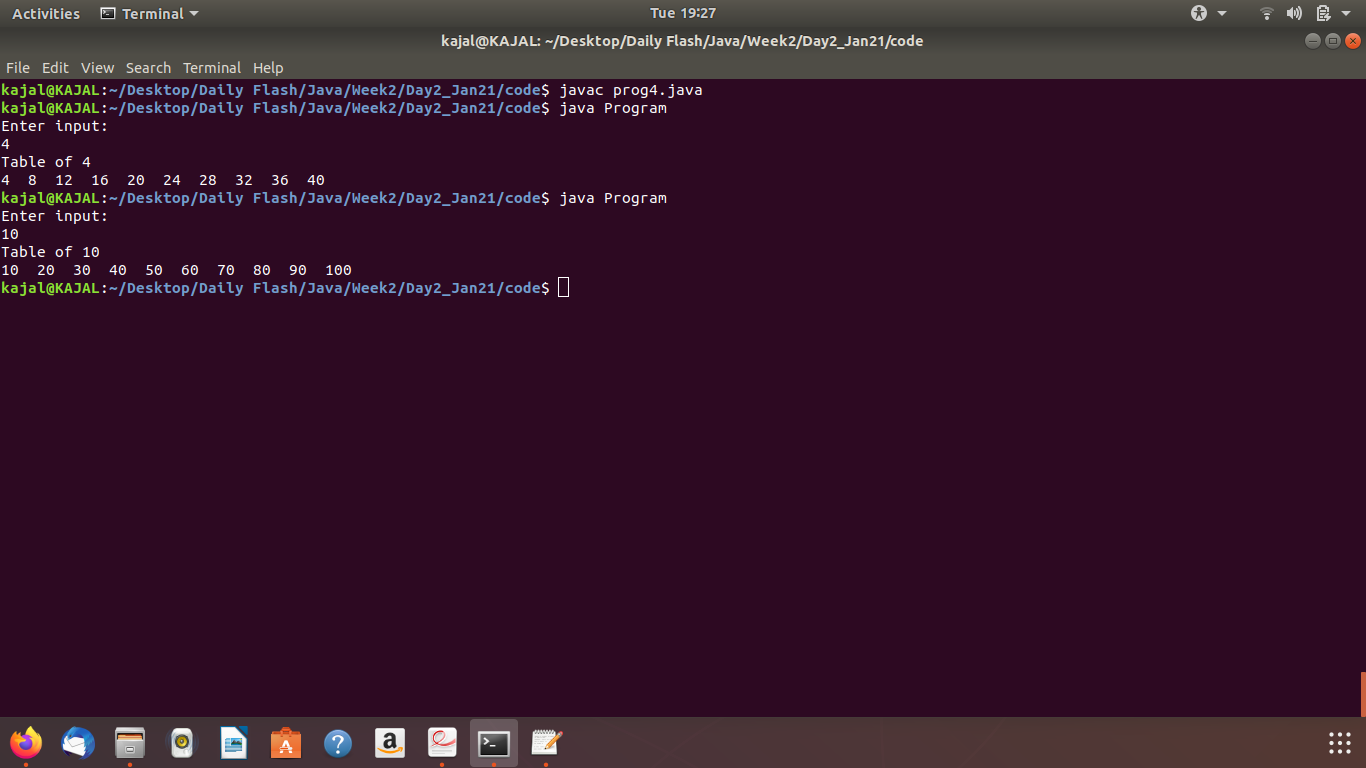 Activities Terminal Tue 19:27
kajal@KAJAL: ~/Desktop/Daily Flash/Java/Week2/Day2_Jan21/code
File Edit View Search Terminal Help
kajal@KAJAL:~/Desktop/Daily Flash/Java/Week2/Day2_Jan21/code$ javac prog4.java
kajal@KAJAL:~/Desktop/Daily Flash/Java/Week2/Day2_Jan21/code$ java Program
Enter input:
4
Table of 4
4  8  12  16  20  24  28  32  36  40
kajal@KAJAL:~/Desktop/Daily Flash/Java/Week2/Day2_Jan21/code$ java Program
Enter input:
10
Table of 10
10  20  30  40  50  60  70  80  90  100
kajal@KAJAL:~/Desktop/Daily Flash/Java/Week2/Day2_Jan21/code$